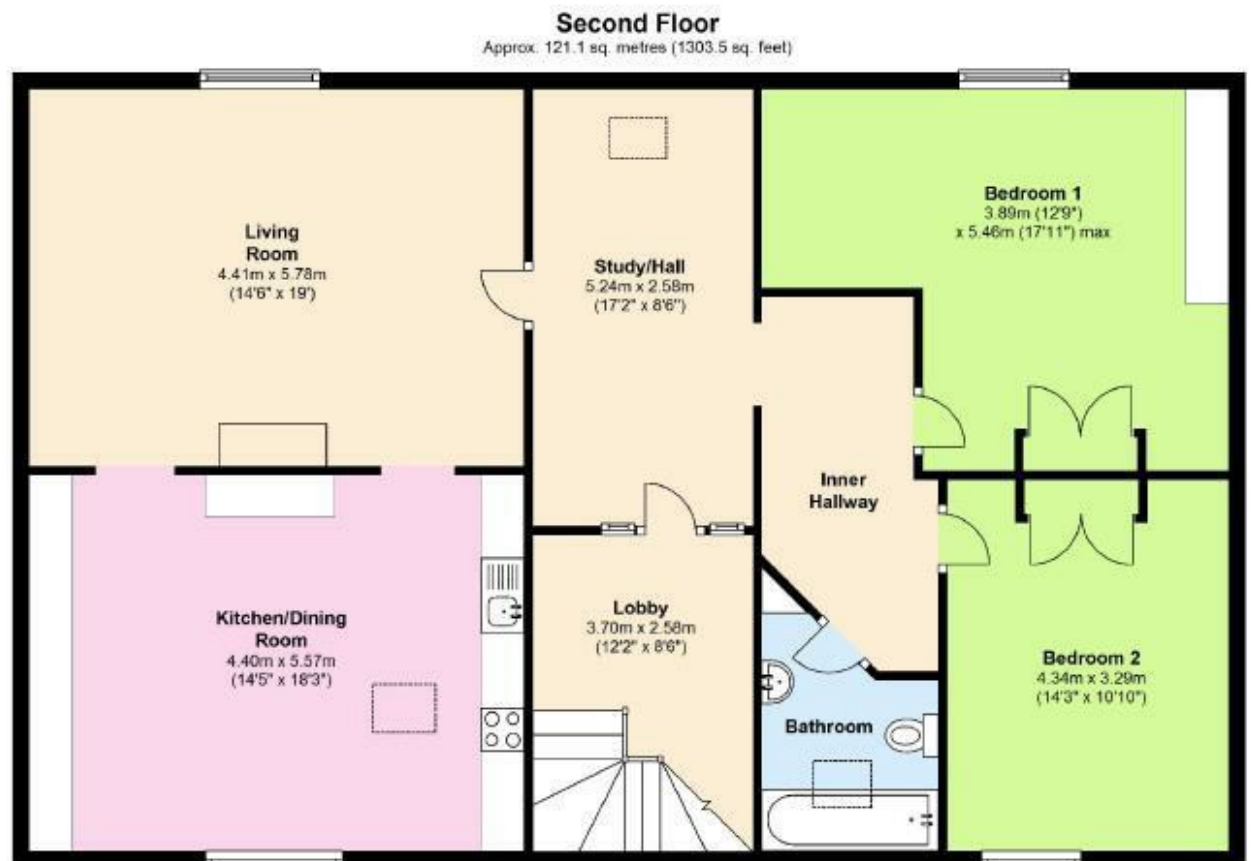 Second Floor
Approx. 121.1 sq. metres (1303.5 sq. feet)
Living
Room
4.41m x 5.78m
(14'6" x 19')
Study/Hall
5.24m x 2.58m
(17'2" x 8'6")
Bedroom 1
3.89m (12'9")
x 5.46m (17'11") max
Inner
Hallway
Kitchen/Dining
Room
4.40m x 5.57m
(14'5" x 18'3")
Lobby
3.70m x 2.58m
(12'2" x 8'6")
Bathroom
Bedroom 2
4.34m x 3.29m
(14'3" x 10'10")